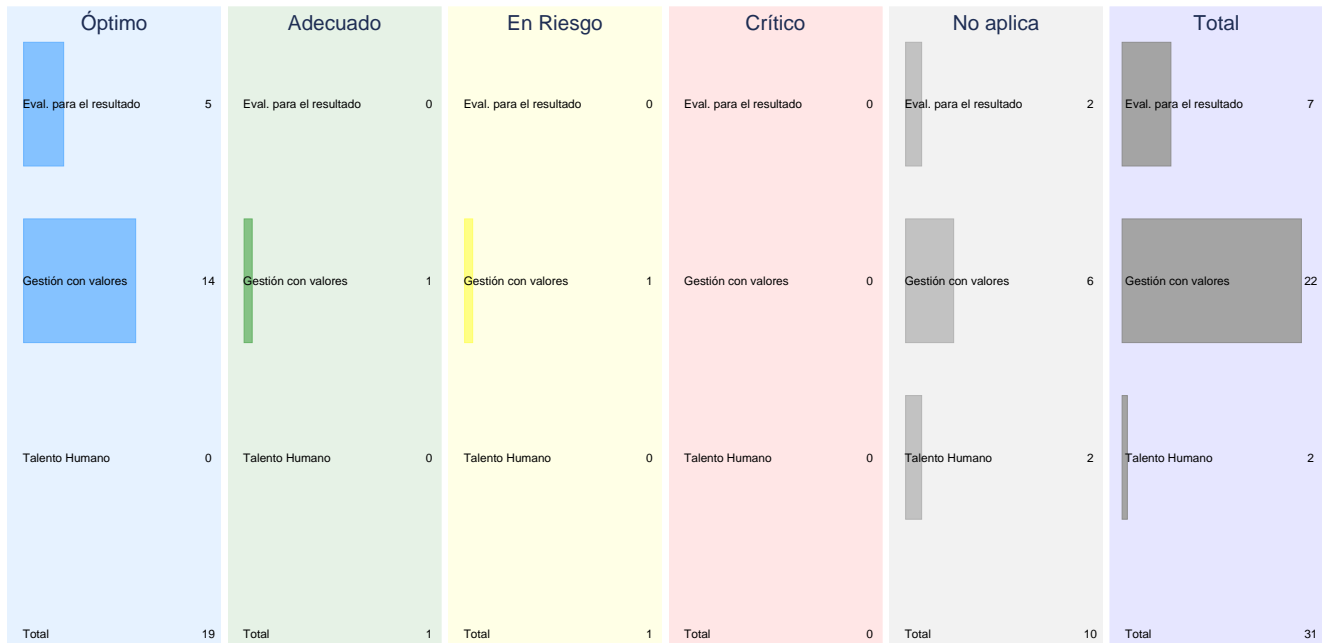 Óptimo Adecuado En Riesgo Crítico No aplica Total
Eval. para el resultado 5 Eval. para el resultado 0 Eval. para el resultado 0 Eval. para el resultado 0 Eval. para el resultado 2 Eval. para el resultado 7
Gestión con valores 14 Gestión con valores 1 Gestión con valores 1 Gestión con valores 0 Gestión con valores 6 Gestión con valores 22
Talento Humano 0 Talento Humano 0 Talento Humano 0 Talento Humano 0 Talento Humano 2 Talento Humano 2
Total 19 Total 1 Total 1 Total 0 Total 10 Total 31